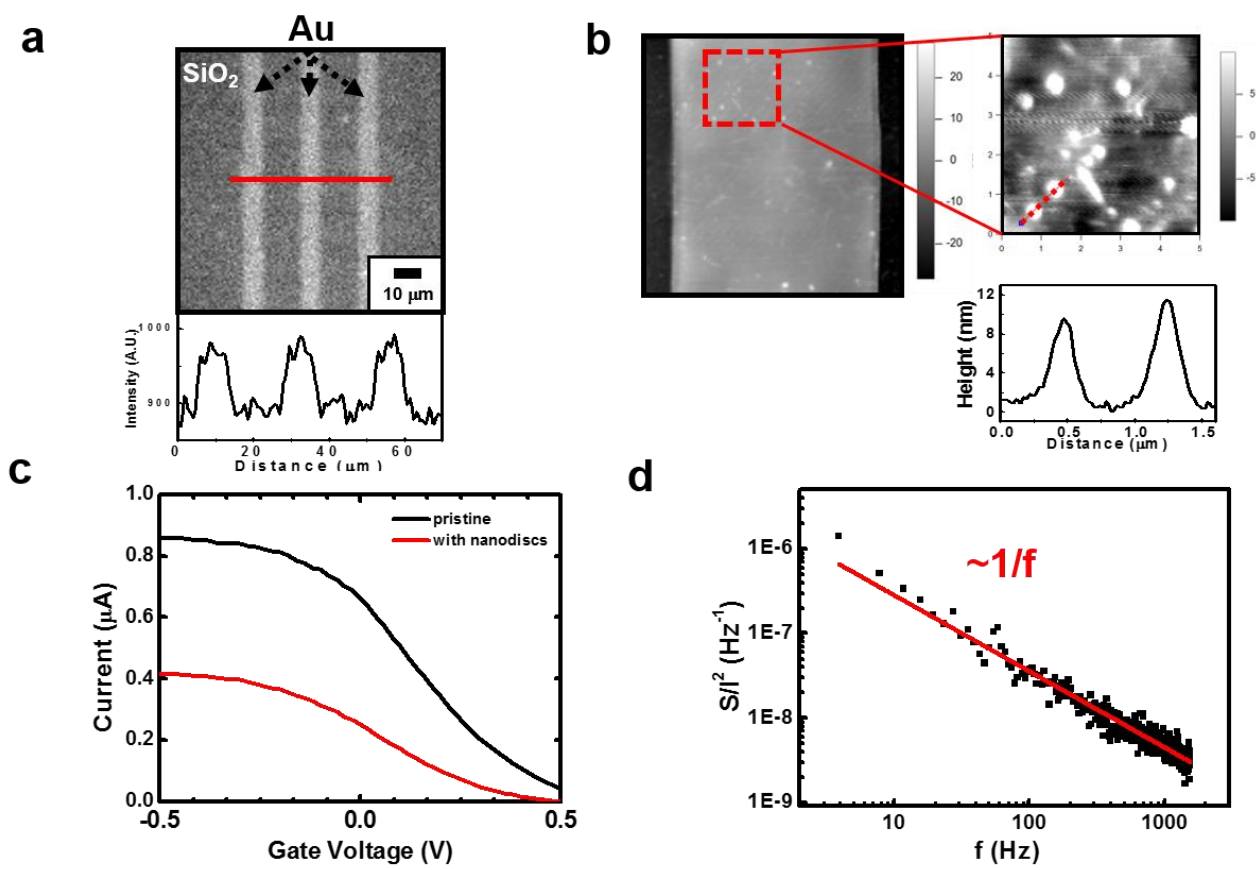 a
Au
SiO2
10 μm
Intensity (A.U.)
1000
900
0
20
40
60
Distance (μm)
b
20
10
0
-10
-20
5
4
3
2
1
0
0
1
2
3
4
5
5
0
-5
Height (nm)
12
8
4
0
0.0
0.5
1.0
1.5
Distance (μm)
c
Current (μA)
1.0
0.8
0.6
0.4
0.2
0.0
pristine
with nanodiscs
-0.5
0.0
0.5
Gate Voltage (V)
d
S/I² (Hz⁻¹)
1E-6
1E-7
1E-8
1E-9
~1/f
10
100
1000
f (Hz)